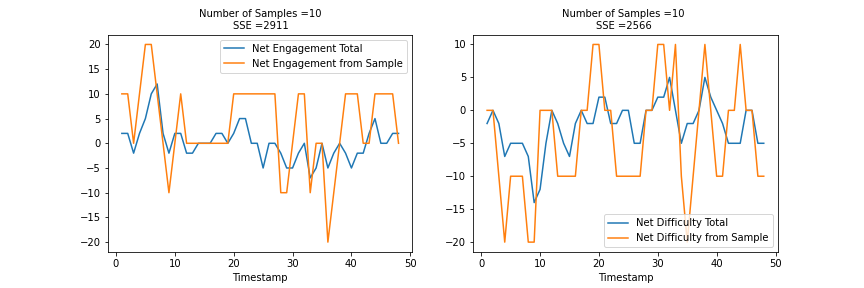 Number of Samples =10
SSE =2911
20
15
10
5
0
−5
−10
−15
−20
Net Engagement Total
Net Engagement from Sample
0
10
20
30
40
50
Timestamp
Number of Samples =10
SSE =2566
10
5
0
−5
−10
−15
−20
Net Difficulty Total
Net Difficulty from Sample
0
10
20
30
40
50
Timestamp